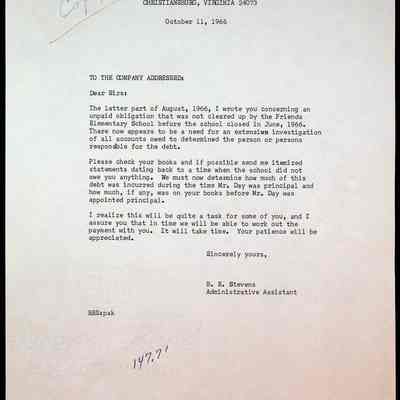 Copy
CHRISTIANSBURG, VIRGINIA 24073
October 11, 1966
TO THE COMPANY ADDRESSED:
Dear Sirs:
The latter part of August, 1966, I wrote you concerning an
unpaid obligation that was not cleared up by the Friends
Elementary School before the school closed in June, 1966.
There now appears to be a need for an extensive investigation
of all accounts owed to determined the person or persons
responsible for the debt.
Please check your books and if possible send me itemized
statements dating back to a time when the school did not
owe you anything. We must now determine how much of this
debt was incurred during the time Mr. Day was principal and
how much, if any, was on your books before Mr. Day was
appointed principal.
I realize this will be quite a task for some of you, and I
assure you that in time we will be able to work out the
payment with you. It will take time. Your patience will be
appreciated.
Sincerely yours,
Stevens
Administrative Assistant
147.71